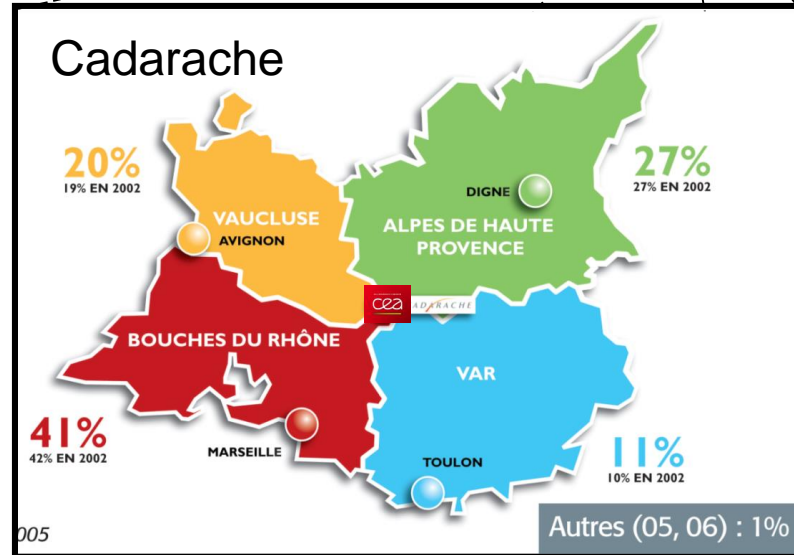 Cadarache
20%
19% EN 2002
27%
27% EN 2002
DIGNE
VAUCLUSE
AVIGNON
ALPES DE HAUTE
PROVENCE
cea
CADARACHE
BOUCHES DU RHÔNE
VAR
41%
42% EN 2002
MARSEILLE
TOULON
11%
10% EN 2002
005
Autres (05, 06) : 1%